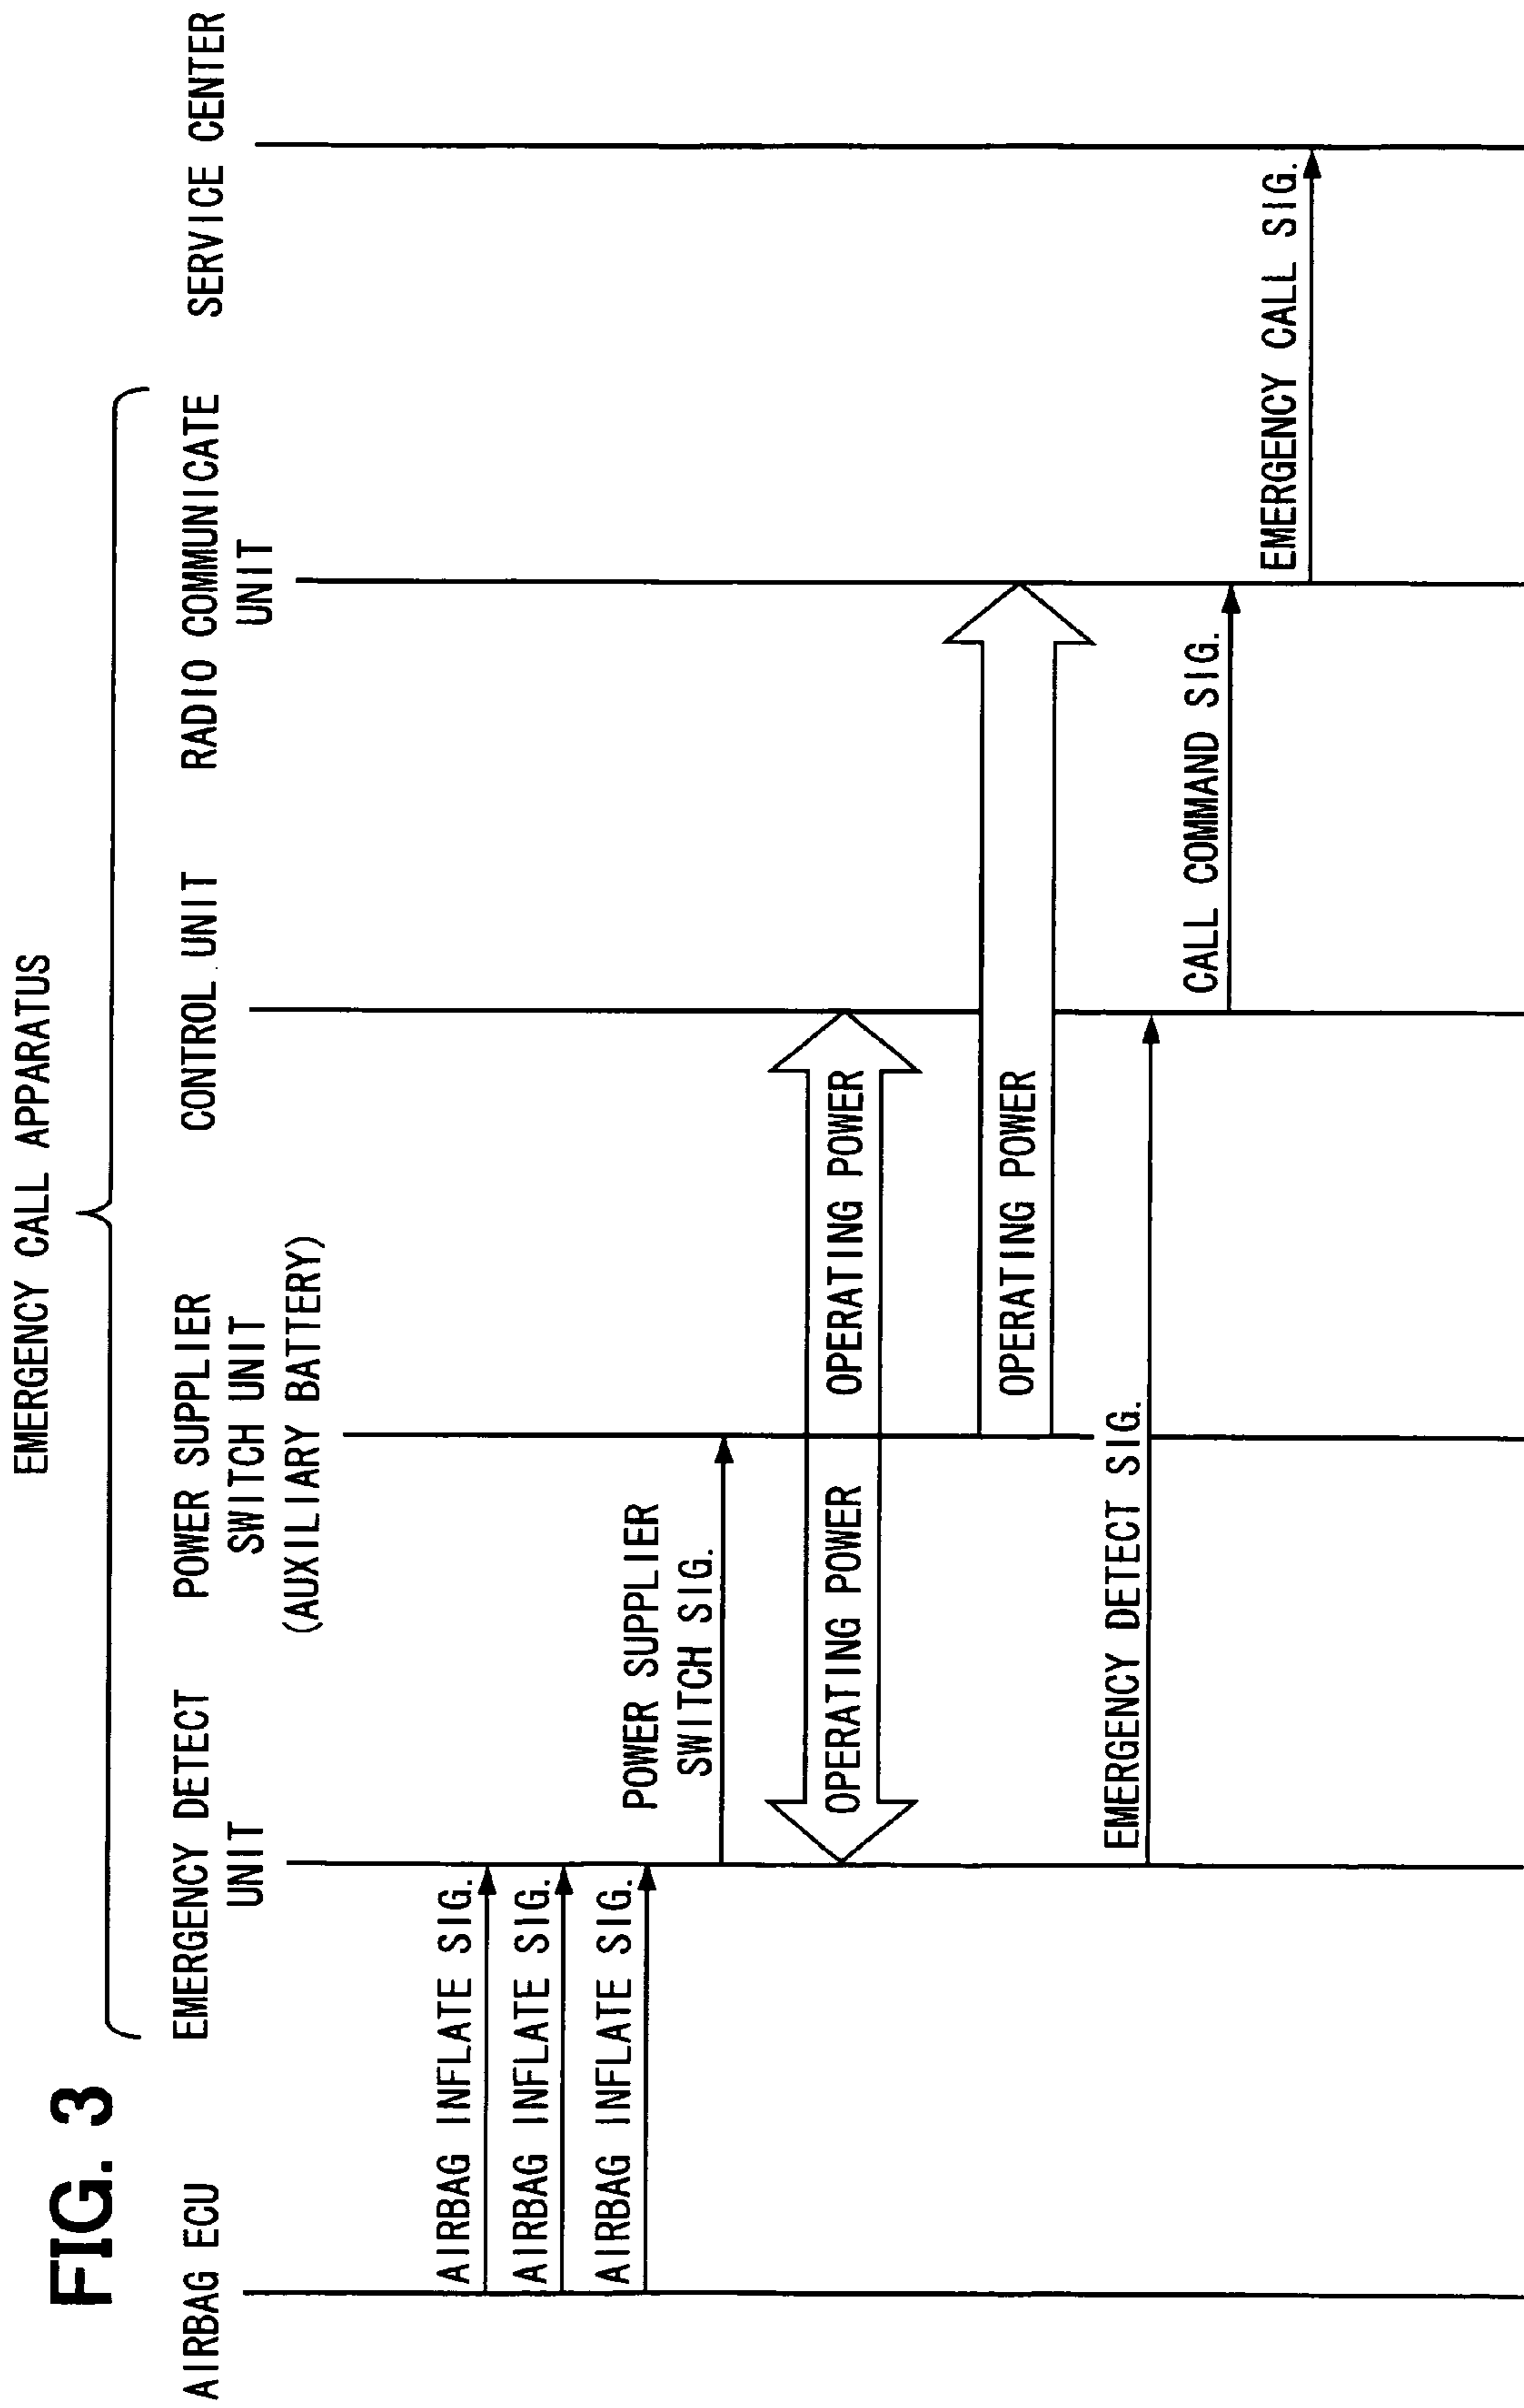 FIG. 3
EMERGENCY CALL APPARATUS
AIRBAG ECU
EMERGENCY DETECT
UNIT
POWER SUPPLIER
SWITCH UNIT
(AUXILIARY BATTERY)
CONTROL UNIT
RADIO COMMUNICATE
UNIT
SERVICE CENTER
AIRBAG INFLATE SIG.
AIRBAG INFLATE SIG.
AIRBAG INFLATE SIG.
POWER SUPPLIER
SWITCH SIG.
OPERATING POWER
OPERATING POWER
OPERATING POWER
EMERGENCY DETECT SIG.
CALL COMMAND SIG.
EMERGENCY CALL SIG.